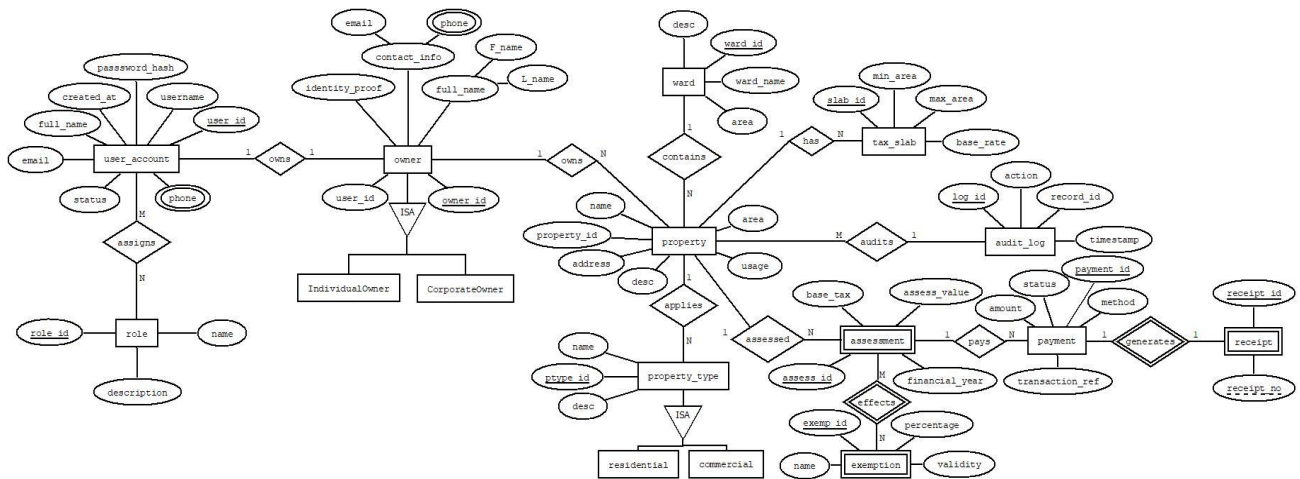 desc
email
phone
ward_id
contact_info
F_name
passsword_hash
min_area
L_name
identity_proof
full_name
ward
ward_name
created_at
username
slab_id
max_area
full_name
user_id
area
1
has
N
tax_slab
base_rate
email
user_account
1
owns
1
owner
1
owns
N
1
contains
action
status
phone
user_id
owner_id
N
log_id
record_id
M
ISA
name
area
assigns
property_id
property
M
audits
1
audit_log
timestamp
address
usage
N
desc
1
status
payment_id
IndividualOwner
CorporateOwner
base_tax
assess_value
applies
amount
method
receipt_id
role_id
role
name
1
assessed
N
assessment
1
pays
N
payment
1
generates
1
receipt
name
N
ptype_id
property_type
assess_id
M
financial_year
transaction_ref
receipt_no
description
desc
effects
ISA
exemp_id
N
percentage
residential
commercial
name
exemption
validity